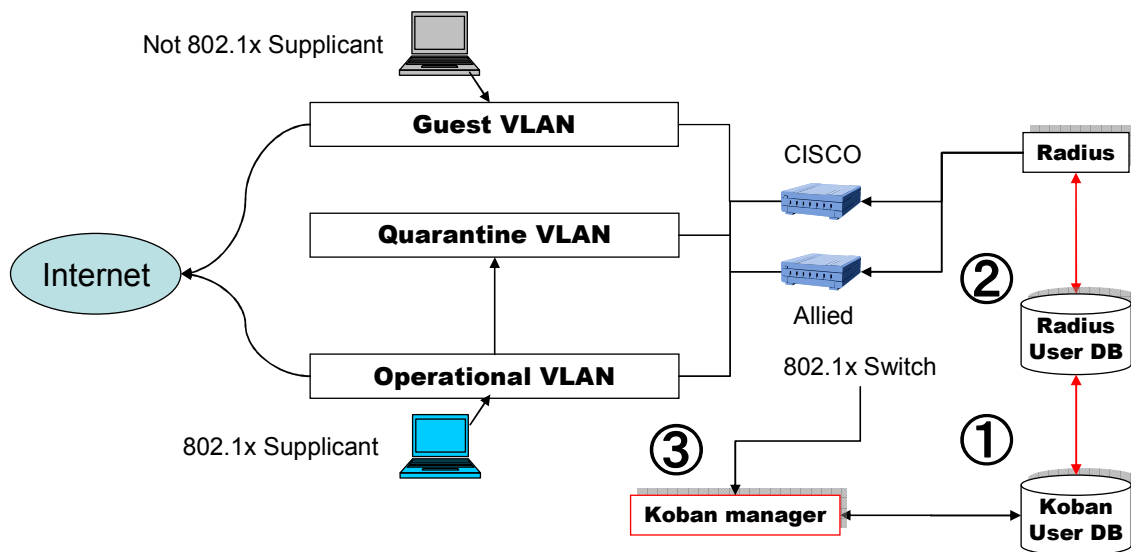 Not 802.1x Supplicant
Guest VLAN
CISCO
Radius
Quarantine VLAN
Internet
②
Allied
Radius
User DB
Operational VLAN
802.1x Switch
802.1x Supplicant
③
①
Koban manager
Koban
User DB